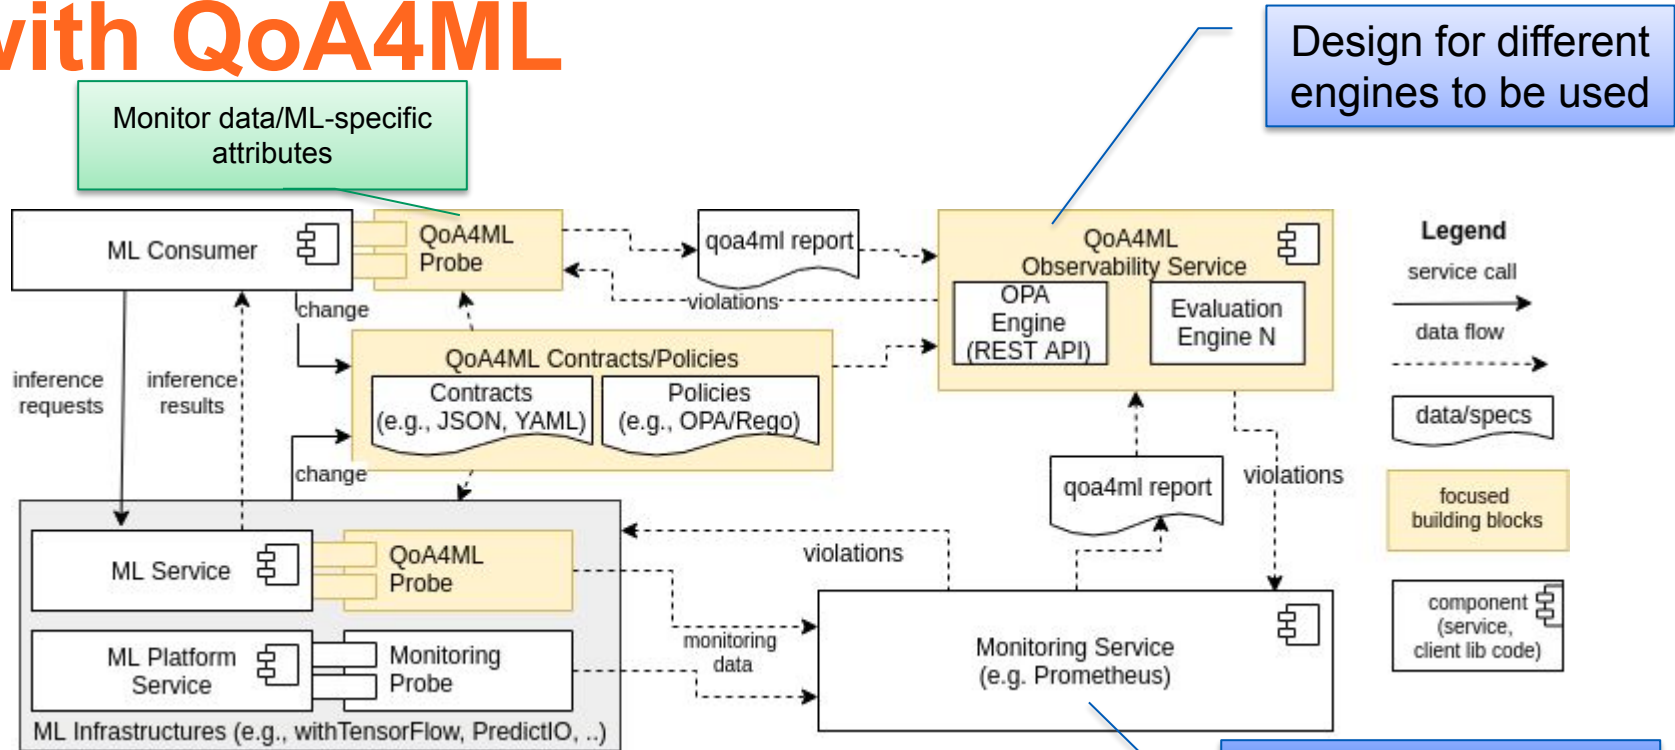 with QoA4ML
Design for different
engines to be used
Monitor data/ML-specific
attributes
ML Consumer
QoA4ML
Probe
qoa4ml report
QoA4ML
Observability Service
OPA
Engine
(REST API)
Evaluation
Engine N
violations
Legend
service call
data flow
data/specs
focused
building blocks
component
(service,
client lib code)
change
QoA4ML Contracts/Policies
Contracts
(e.g., JSON, YAML)
Policies
(e.g., OPA/Rego)
inference
requests
inference
results
change
qoa4ml report
violations
ML Service
QoA4ML
Probe
violations
ML Platform
Service
Monitoring
Probe
monitoring
data
Monitoring Service
(e.g. Prometheus)
ML Infrastructures (e.g., withTensorFlow, PredictIO, ..)